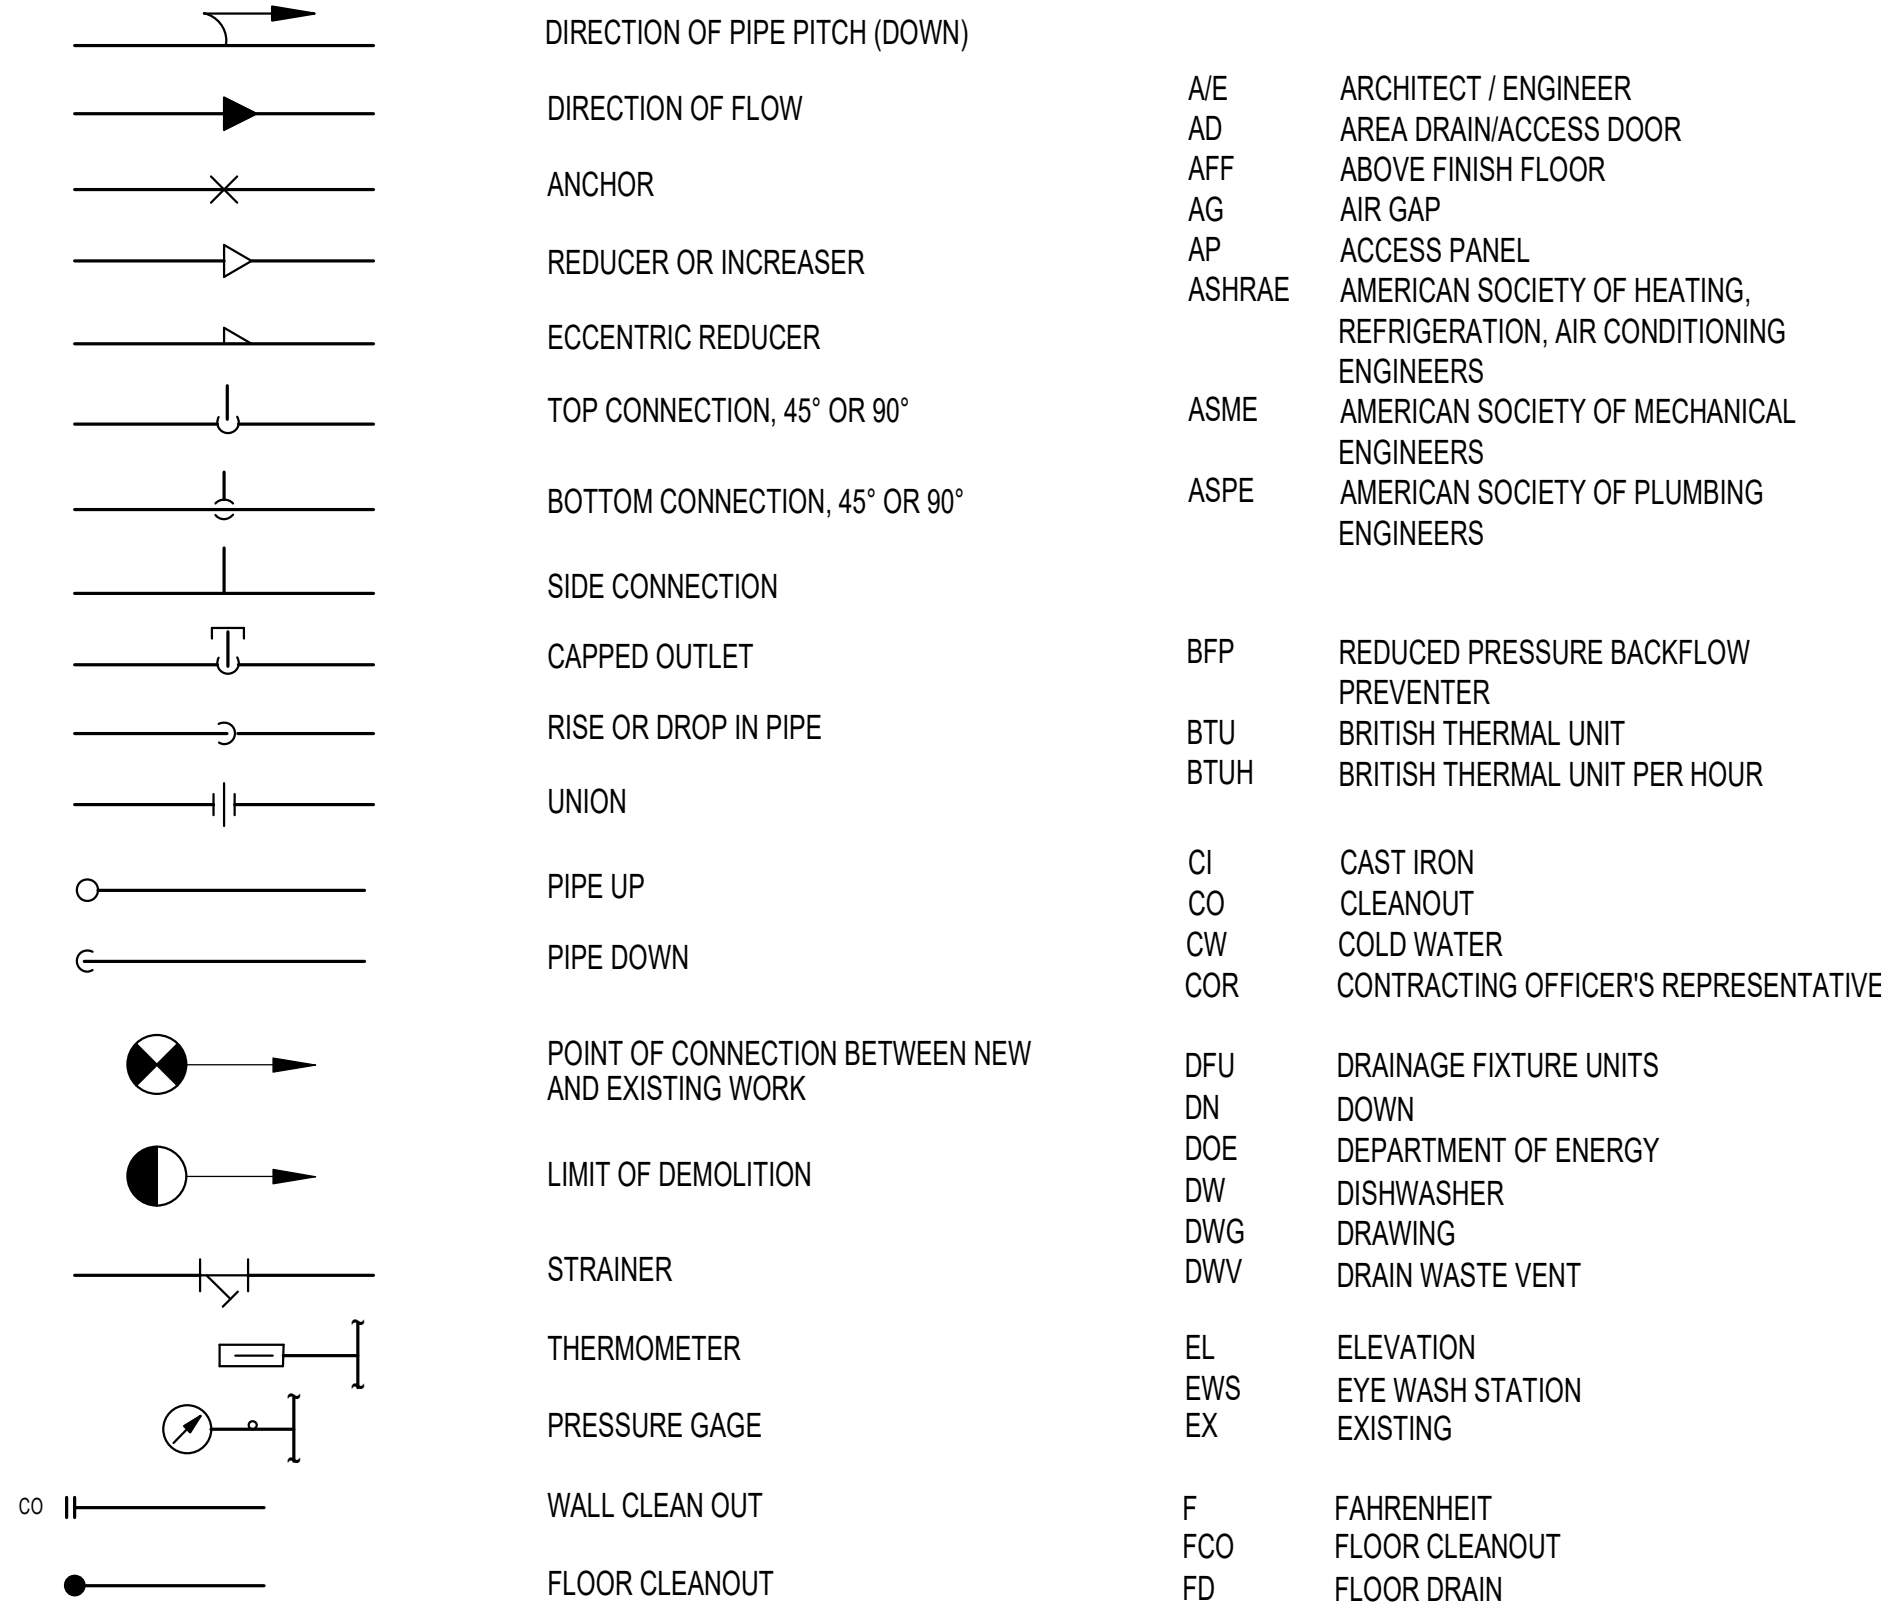 DIRECTION OF PIPE PITCH (DOWN)
DIRECTION OF FLOW
ANCHOR
REDUCER OR INCREASER
ECCENTRIC REDUCER
TOP CONNECTION, 45° OR 90°
BOTTOM CONNECTION, 45° OR 90°
SIDE CONNECTION
CAPPED OUTLET
RISE OR DROP IN PIPE
UNION
PIPE UP
PIPE DOWN
POINT OF CONNECTION BETWEEN NEW
AND EXISTING WORK
LIMIT OF DEMOLITION
STRAINER
THERMOMETER
PRESSURE GAGE
CO WALL CLEAN OUT
FLOOR CLEANOUT
A/E ARCHITECT / ENGINEER
AD AREA DRAIN/ACCESS DOOR
AFF ABOVE FINISH FLOOR
AG AIR GAP
AP ACCESS PANEL
ASHRAE AMERICAN SOCIETY OF HEATING,
REFRIGERATION, AIR CONDITIONING
ENGINEERS
ASME AMERICAN SOCIETY OF MECHANICAL
ENGINEERS
ASPE AMERICAN SOCIETY OF PLUMBING
ENGINEERS
BFP REDUCED PRESSURE BACKFLOW
PREVENTER
BTU BRITISH THERMAL UNIT
BTUH BRITISH THERMAL UNIT PER HOUR
CI CAST IRON
CO CLEANOUT
CW COLD WATER
COR CONTRACTING OFFICER'S REPRESENTATIVE
DFU DRAINAGE FIXTURE UNITS
DN DOWN
DOE DEPARTMENT OF ENERGY
DW DISHWASHER
DWG DRAWING
DWV DRAIN WASTE VENT
EL ELEVATION
EWS EYE WASH STATION
EX EXISTING
F FAHRENHEIT
FCO FLOOR CLEANOUT
FD FLOOR DRAIN